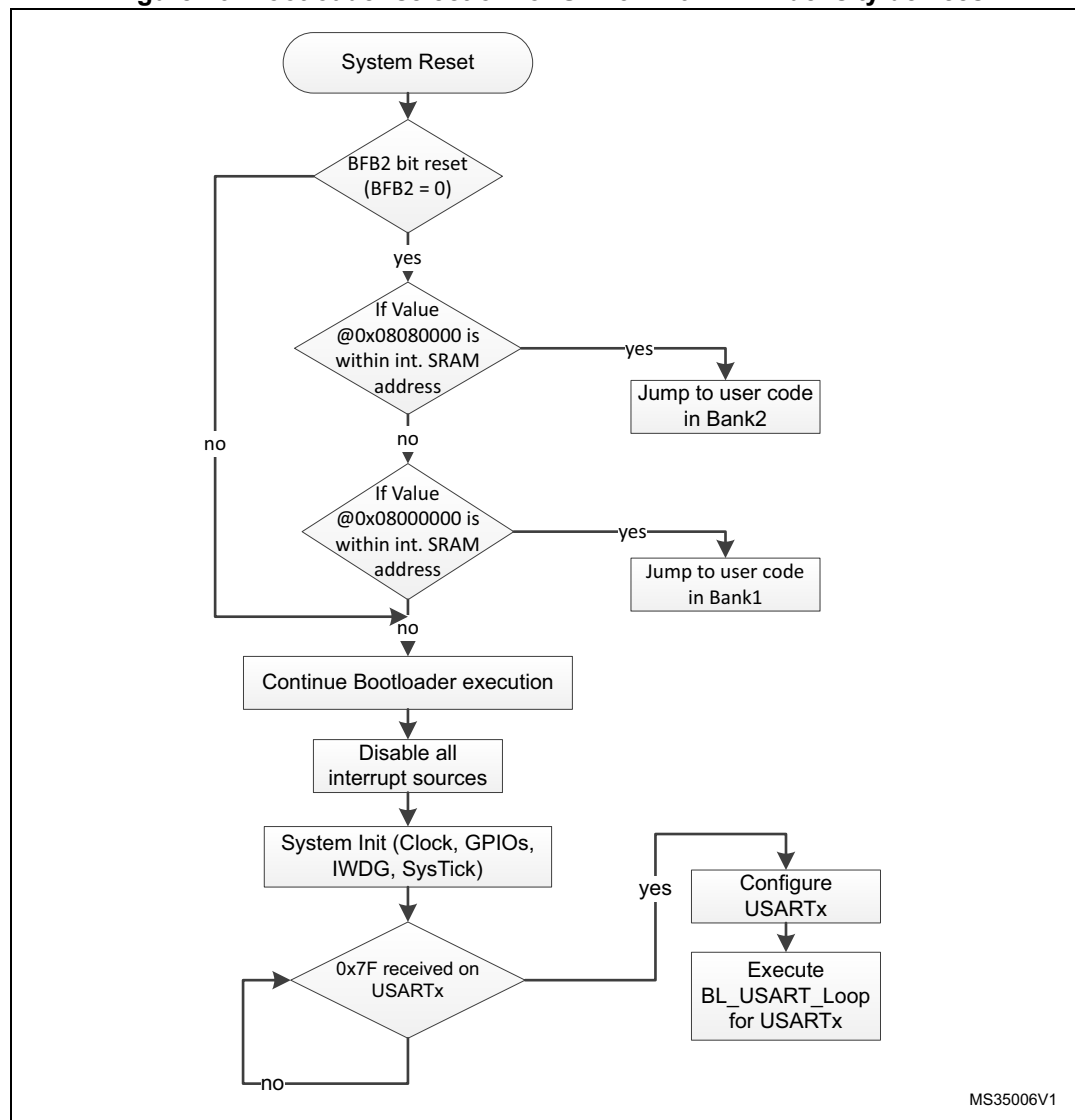 System Reset
BFB2 bit reset
(BFB2 = 0)
yes
If Value
@0x08080000 is
within int. SRAM
address
yes
Jump to user code
in Bank2
no
no
If Value
@0x08000000 is
within int. SRAM
address
yes
Jump to user code
in Bank1
no
Continue Bootloader execution
Disable all
interrupt sources
System Init (Clock, GPIOs,
IWDG, SysTick)
yes
Configure
USARTx
0x7F received on
USARTx
Execute
BL_USART_Loop
for USARTx
no
MS35006V1